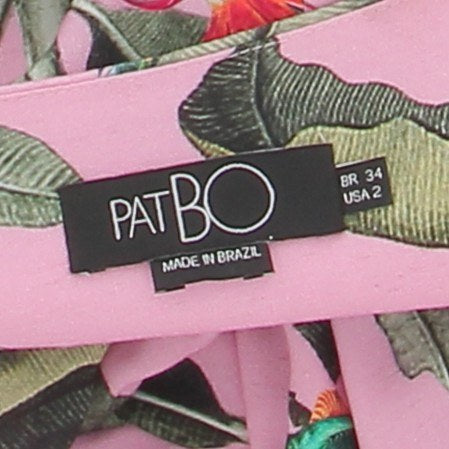 PATBO
BR 34
USA 2
MADE IN BRAZIL